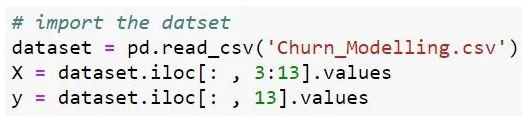 # import the datset
dataset = pd.read_csv('Churn_Modelling.csv')
X = dataset.iloc[: , 3:13].values
y = dataset.iloc[: , 13].values